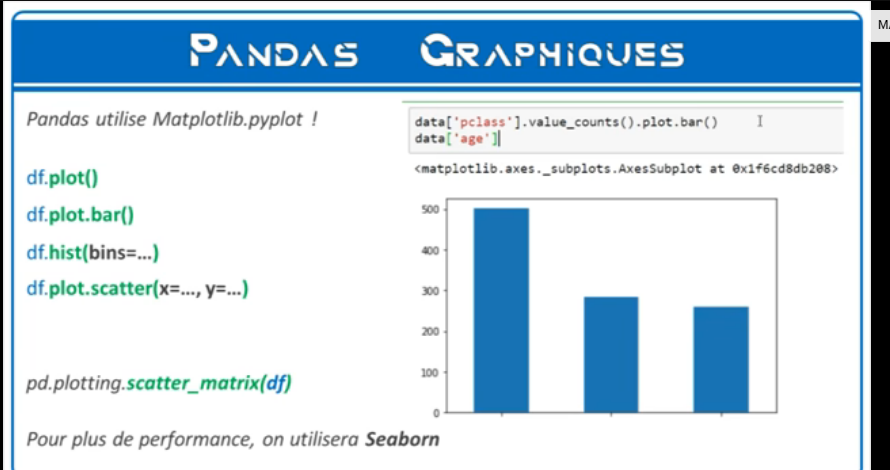 PANDAS GRAPHIQUES
Pandas utilise Matplotlib.pyplot !
df.plot()
df.plot.bar()
df.hist(bins=...)
df.plot.scatter(x=..., y=...)
pd.plotting.scatter_matrix(df)
Pour plus de performance, on utilisera Seaborn
data['pclass'].value_counts().plot.bar()
data['age']
<matplotlib.axes._subplots.AxesSubplot at 0x1f6cd8db208>
500
400
300
200
100
0